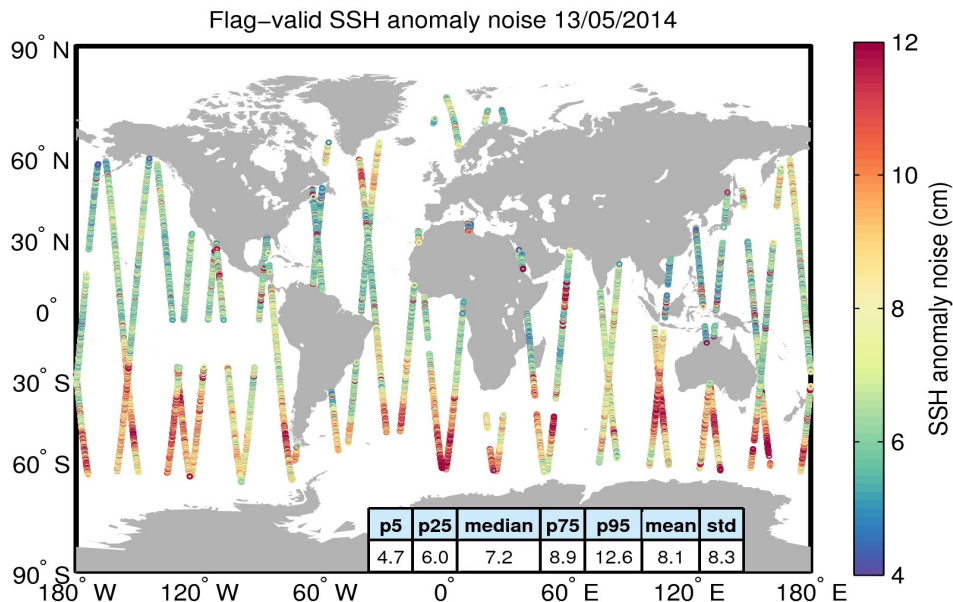 Flag−valid SSH anomaly noise 13/05/2014
90° N
60° N
30° N
0°
30° S
60° S
90° S
180° W 120° W 60° W 0° 60° E 120° E 180° E
p5 p25 median p75 p95 mean std
4.7 6.0 7.2 8.9 12.6 8.1 8.3
12
10
8
6
4
SSH anomaly noise (cm)